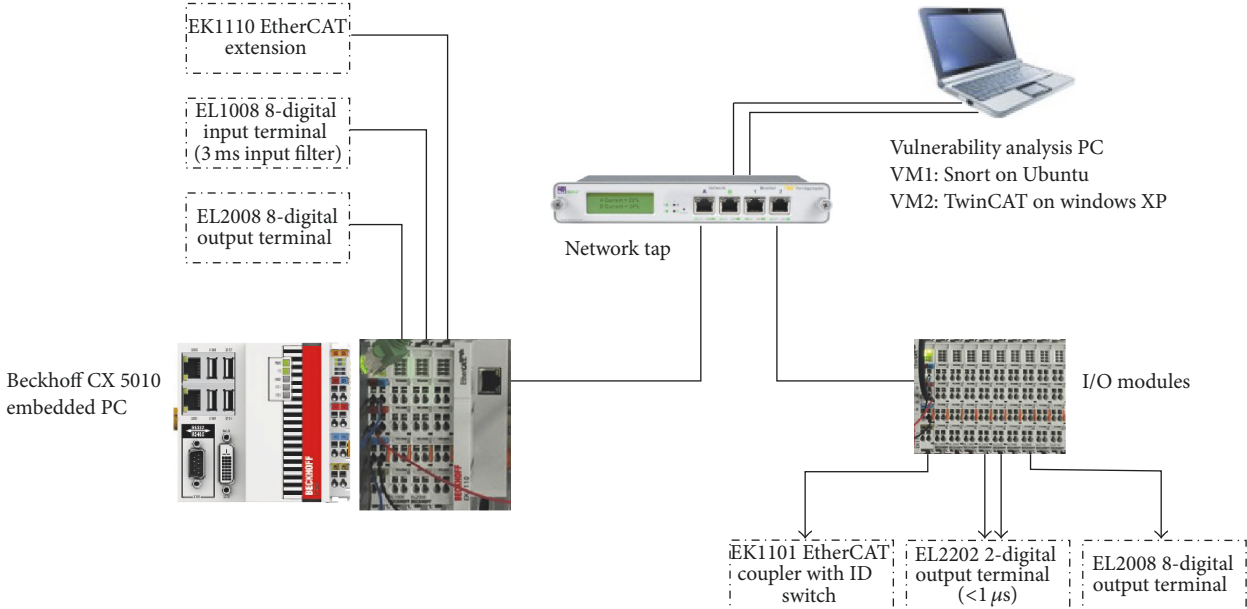 EK1110 EtherCAT
extension
EL1008 8-digital
input terminal
(3 ms input filter)
EL2008 8-digital
output terminal
Vulnerability analysis PC
VM1: Snort on Ubuntu
VM2: TwinCAT on windows XP
Network tap
Beckhoff CX 5010
embedded PC
BECKHOFF
EtherCAT
BECKHOFF
I/O modules
EK1101 EtherCAT
coupler with ID
switch
EL2202 2-digital
output terminal
(<1 μs)
EL2008 8-digital
output terminal